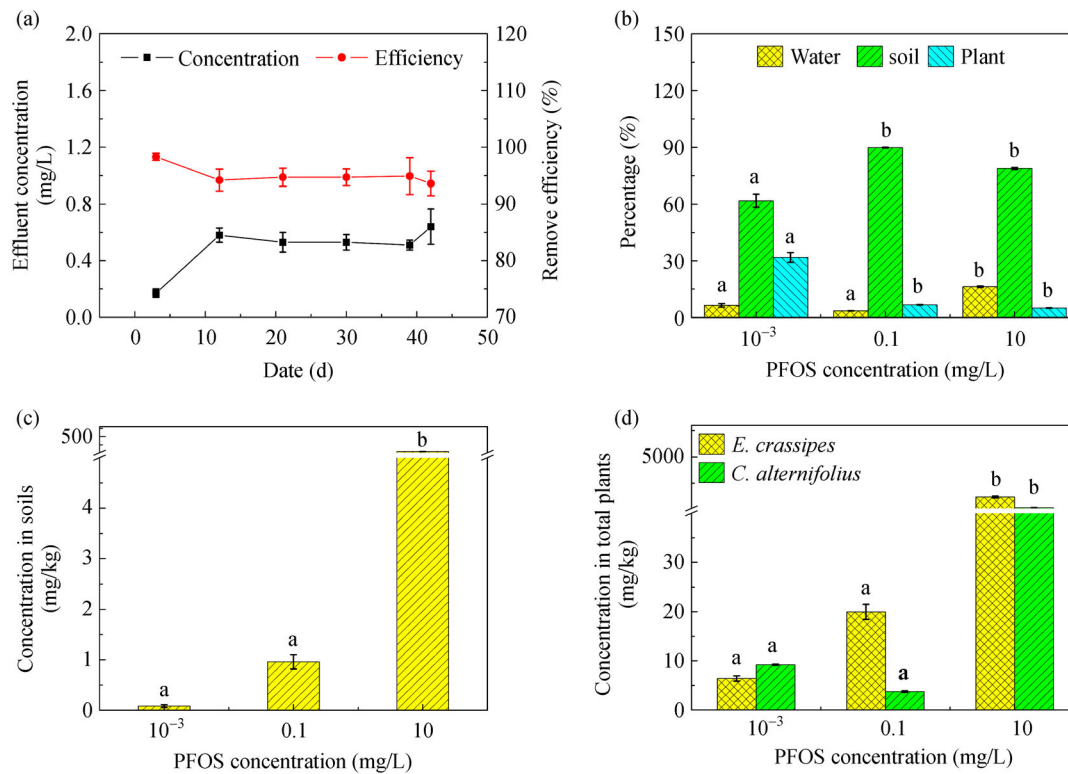 (a)
2.0
1.6
1.2
0.8
0.4
0.0
Effluent concentration
(mg/L)
Concentration
Efficiency
120
110
100
90
80
70
Remove efficiency (%)
0
10
20
30
40
50
Date (d)
(b)
150
120
90
60
30
0
Percentage (%)
Water
soil
Plant
a
a
a
a
b
b
b
b
b
10⁻³
0.1
10
PFOS concentration (mg/L)
(c)
500
4
3
2
1
0
Concentration in soils
(mg/kg)
a
a
b
10⁻³
0.1
10
PFOS concentration (mg/L)
(d)
5000
30
20
10
0
Concentration in total plants
(mg/kg)
E. crassipes
C. alternifolius
a
a
a
a
b
b
10⁻³
0.1
10
PFOS concentration (mg/L)